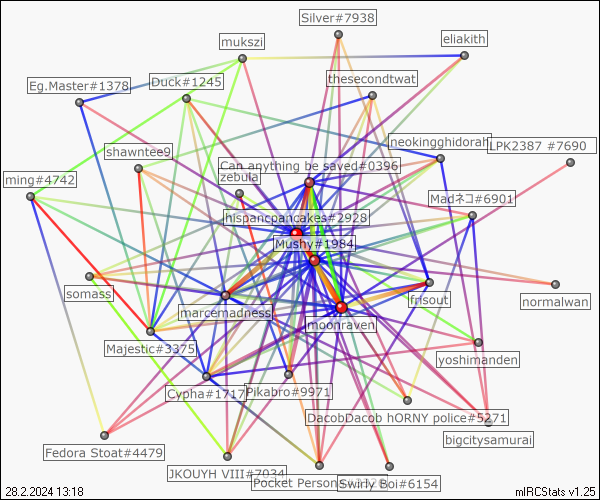 Silver#7938
mukszi
eliakith
Eg.Master#1378
Duck#1245
thesecondtwat
shawntee9
neokingghidorah
LPK2387 #7690
Can anything be saved#0396
zebula
ming#4742
Madネコ#6901
hispancpancakes#2928
Mushy#1984
somass
marcemadness
frisout
normalwan
moonraven
Majestic#3375
yoshimanden
Cypha#1717
Pikabro#9971
DacobDacob hORNY police#5271
bigcitysamurai
Fedora Stoat#4479
JKOUYH VIII#7034
Pocket Persona
Swirly Boi#6154
28.2.2024 13:18
mIRCStats v1.25